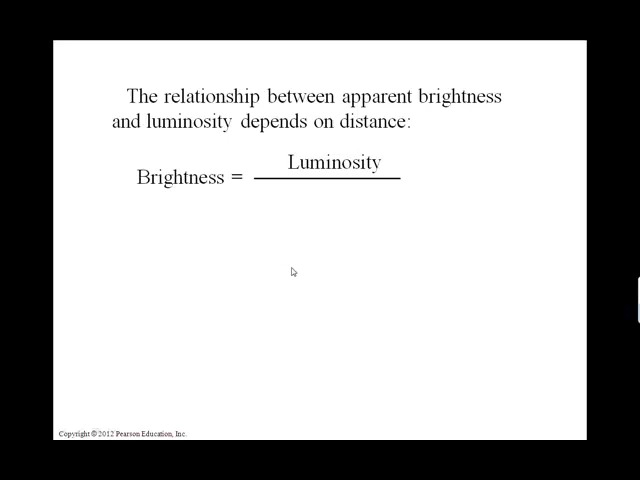 The relationship between apparent brightness
and luminosity depends on distance:
Luminosity
Brightness =
Copyright © 2012 Pearson Education, Inc.